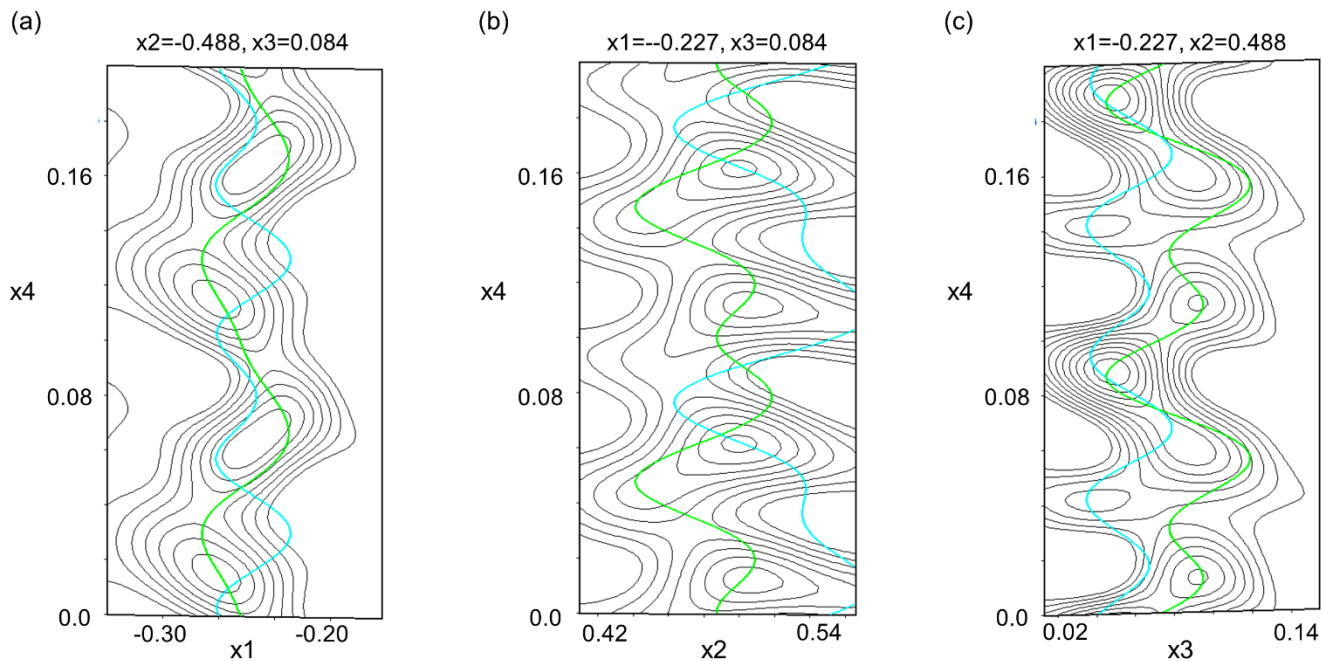 (a)
x2=-0.488, x3=0.084
x4
0.16
0.08
0.0
-0.30
-0.20
x1
(b)
x1=--0.227, x3=0.084
x4
0.16
0.08
0.0
0.42
0.54
x2
(c)
x1=-0.227, x2=0.488
x4
0.16
0.08
0.0
0.02
0.14
x3